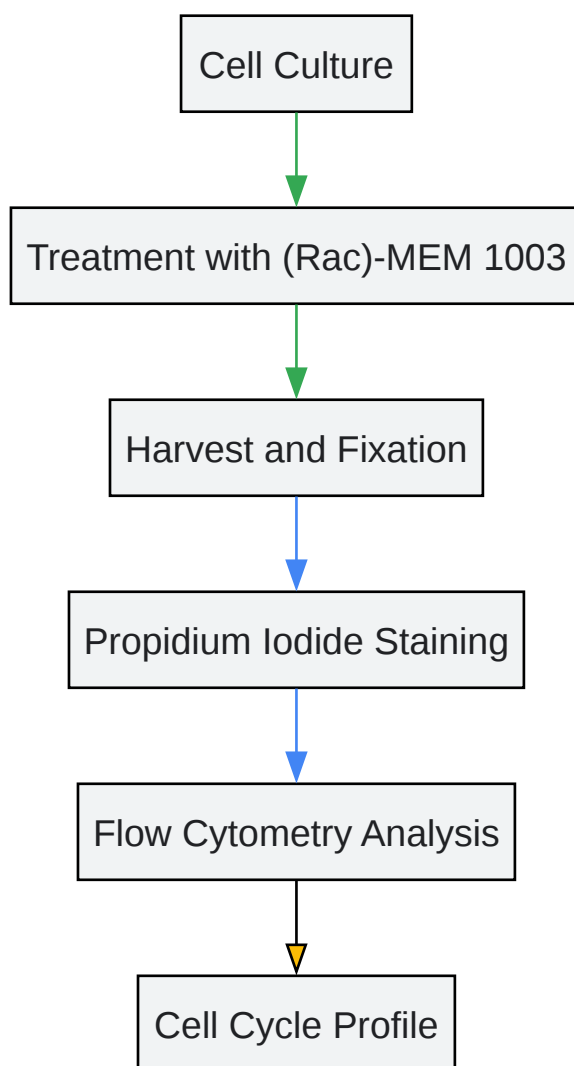 Cell Culture
Treatment with (Rac)-MEM 1003
Harvest and Fixation
Propidium Iodide Staining
Flow Cytometry Analysis
Cell Cycle Profile